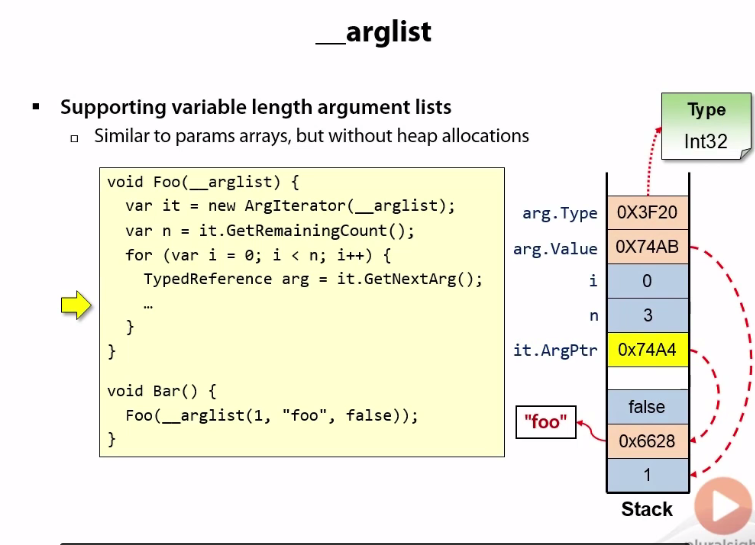 __arglist
▪ Supporting variable length argument lists
▫ Similar to params arrays, but without heap allocations
void Foo(__arglist) {
  var it = new ArgIterator(__arglist);
  var n = it.GetRemainingCount();
  for (var i = 0; i < n; i++) {
    TypedReference arg = it.GetNextArg();
    …
  }
}
void Bar() {
  Foo(__arglist(1, "foo", false));
}
Type
Int32
arg.Type 0X3F20
arg.Value 0X74AB
i 0
n 3
it.ArgPtr 0x74A4
false
"foo" 0x6628
1
Stack